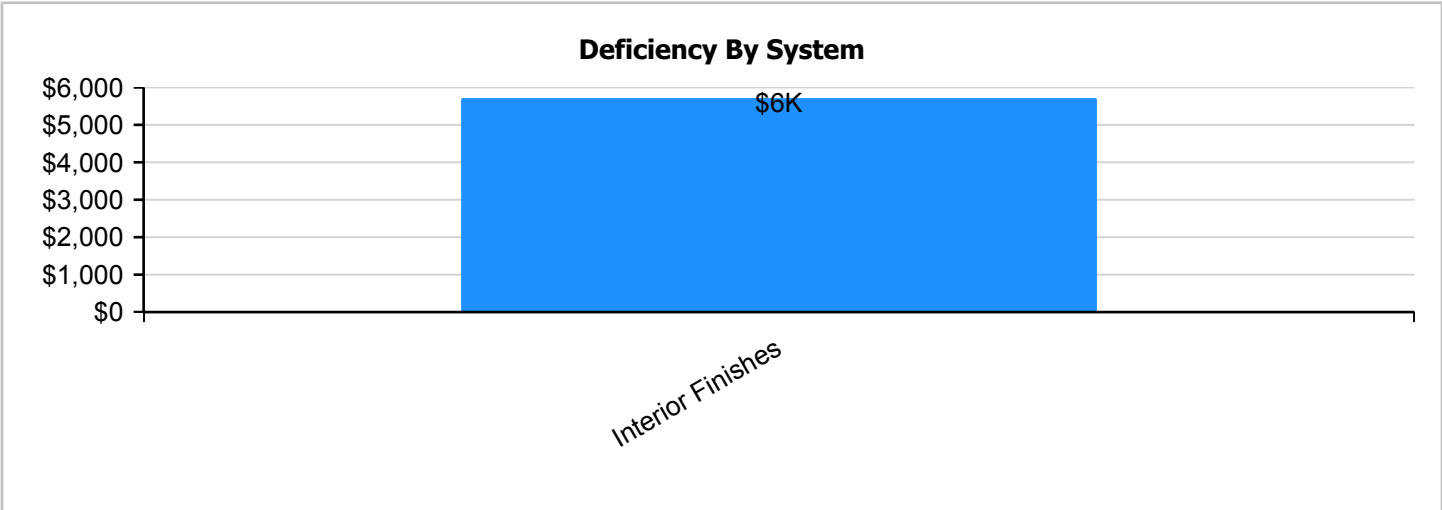 Deficiency By System
$6,000
$5,000
$4,000
$3,000
$2,000
$1,000
$0
$6K
Interior Finishes